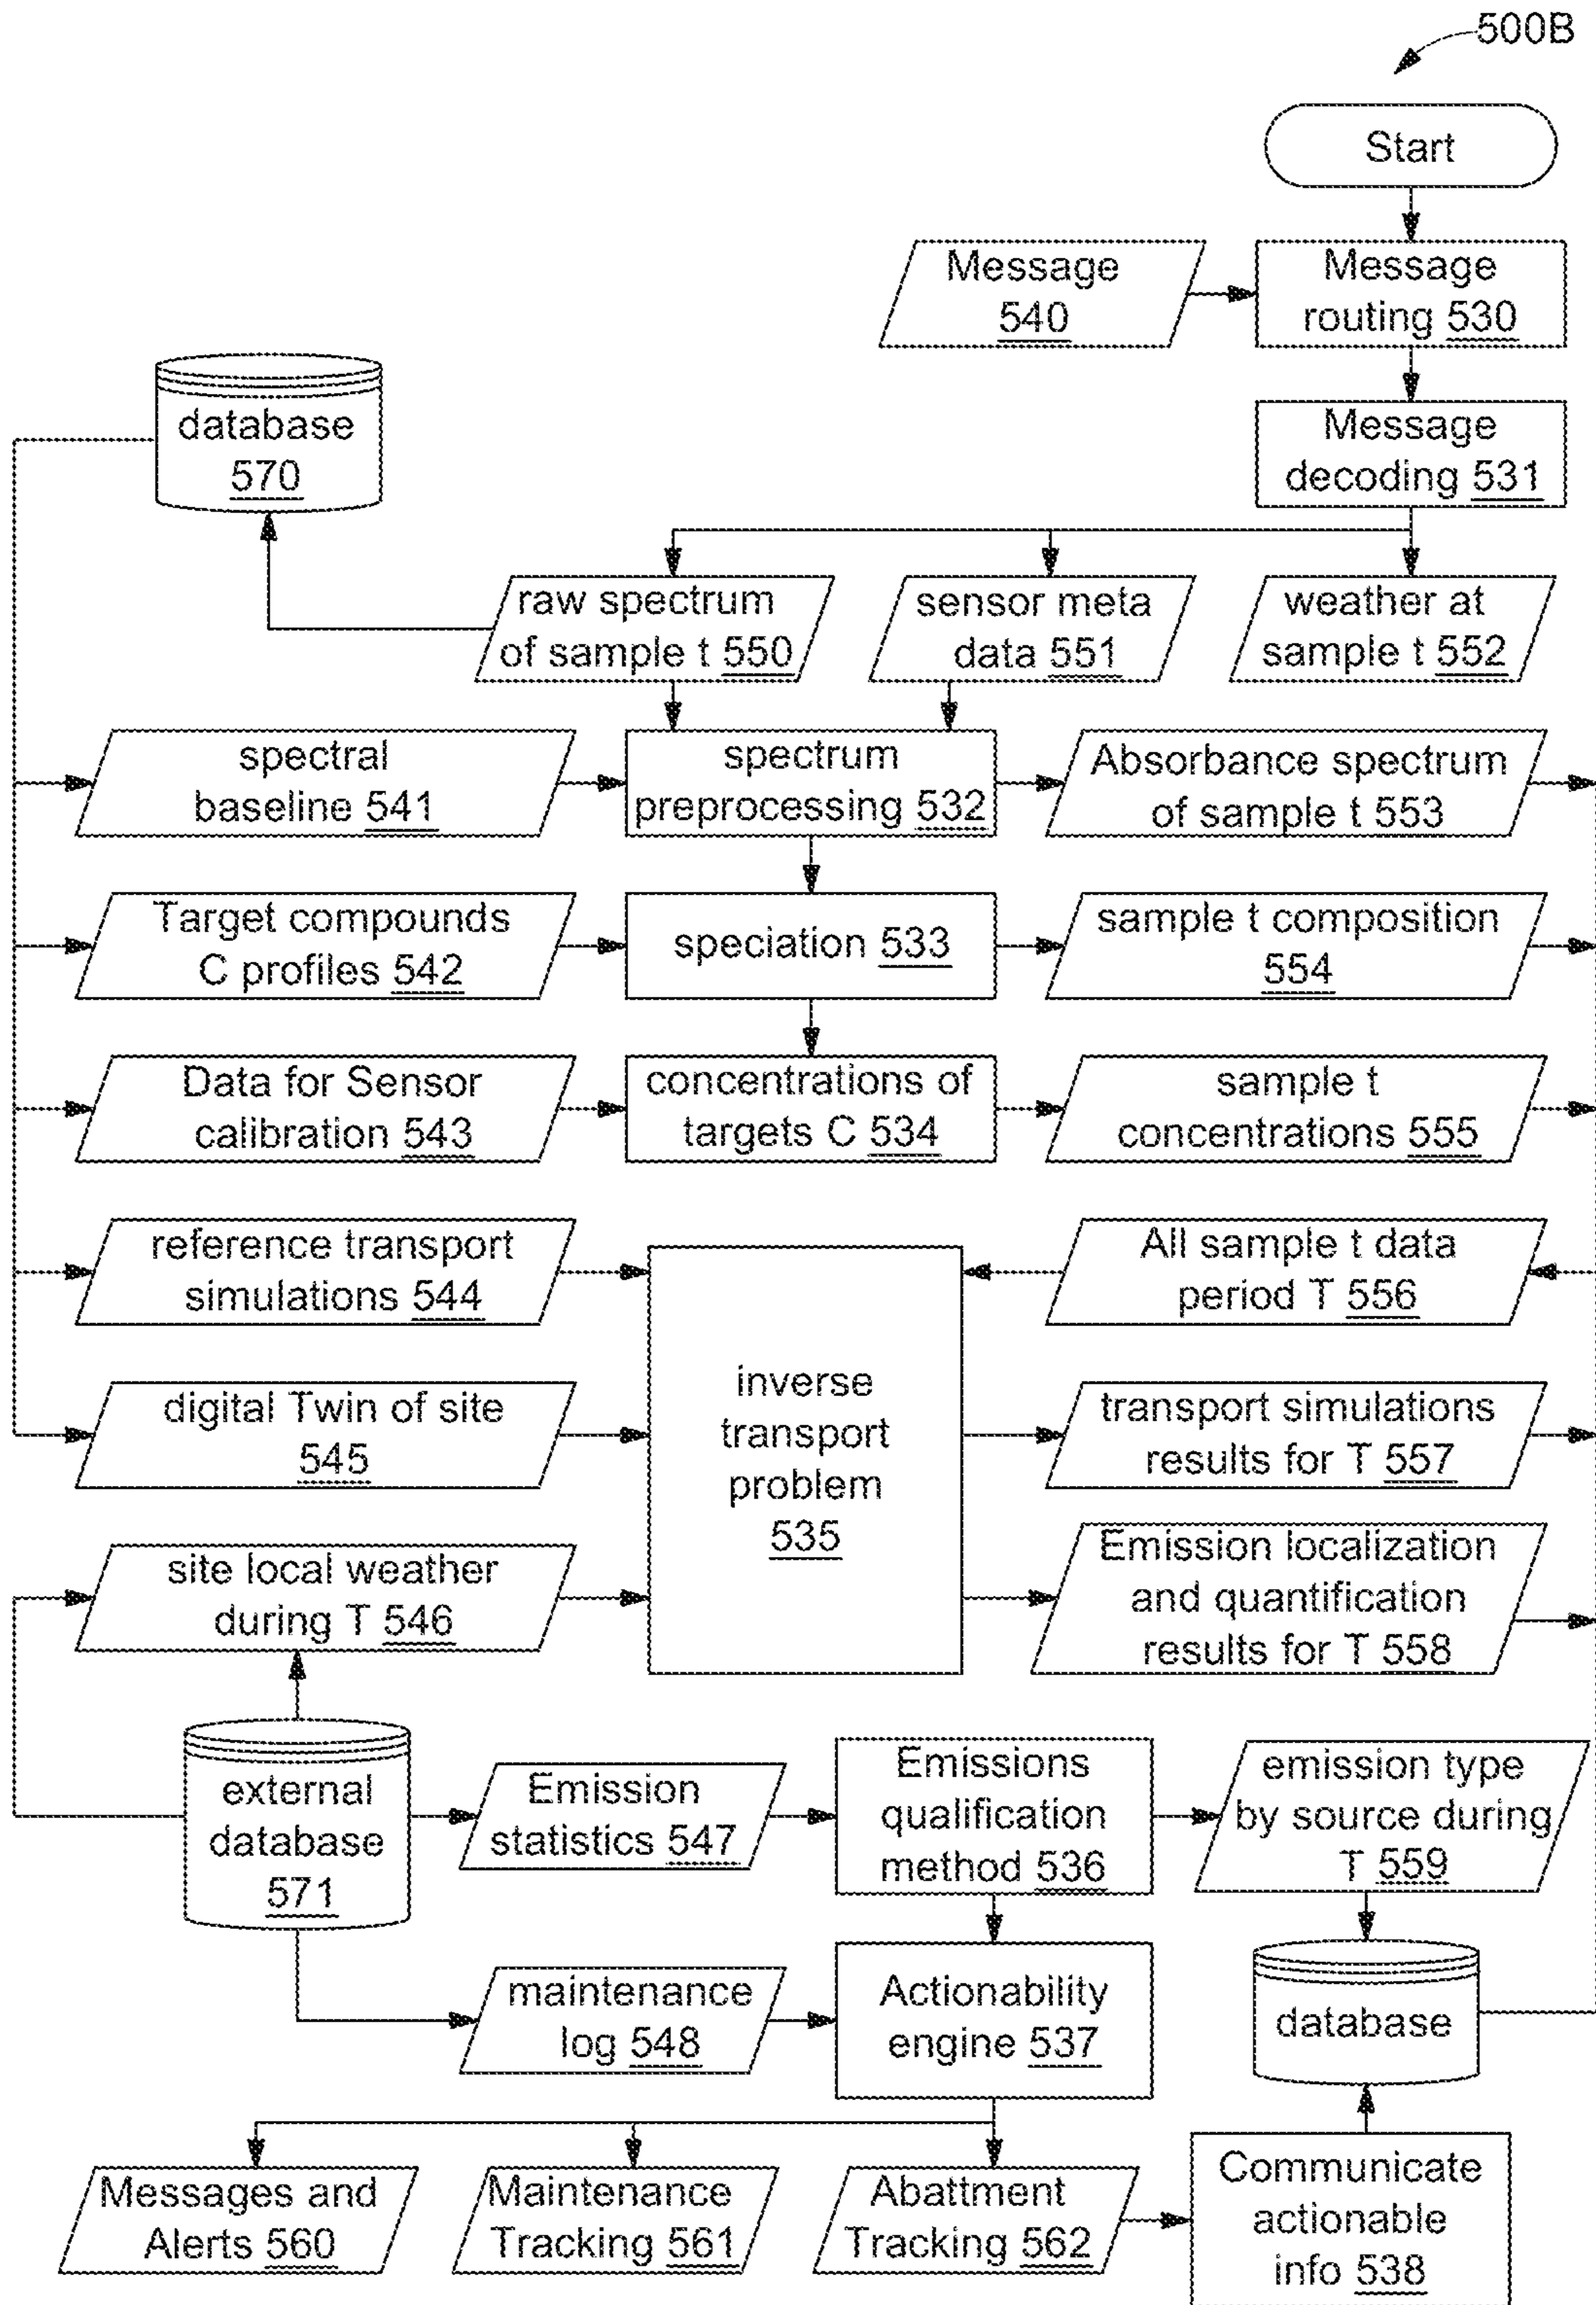 500B
Start
Message
540
Message
routing 530
database
570
Message
decoding 531
raw spectrum
of sample t 550
sensor meta
data 551
weather at
sample t 552
spectral
baseline 541
spectrum
preprocessing 532
Absorbance spectrum
of sample t 553
Target compounds
C profiles 542
speciation 533
sample t composition
554
Data for Sensor
calibration 543
concentrations of
targets C 534
sample t
concentrations 555
reference transport
simulations 544
inverse
transport
problem
535
All sample t data
period T 556
digital Twin of site
545
transport simulations
results for T 557
site local weather
during T 546
Emission localization
and quantification
results for T 558
external
database
571
Emission
statistics 547
Emissions
qualification
method 536
emission type
by source during
T 559
maintenance
log 548
Actionability
engine 537
database
Messages and
Alerts 560
Maintenance
Tracking 561
Abattment
Tracking 562
Communicate
actionable
info 538